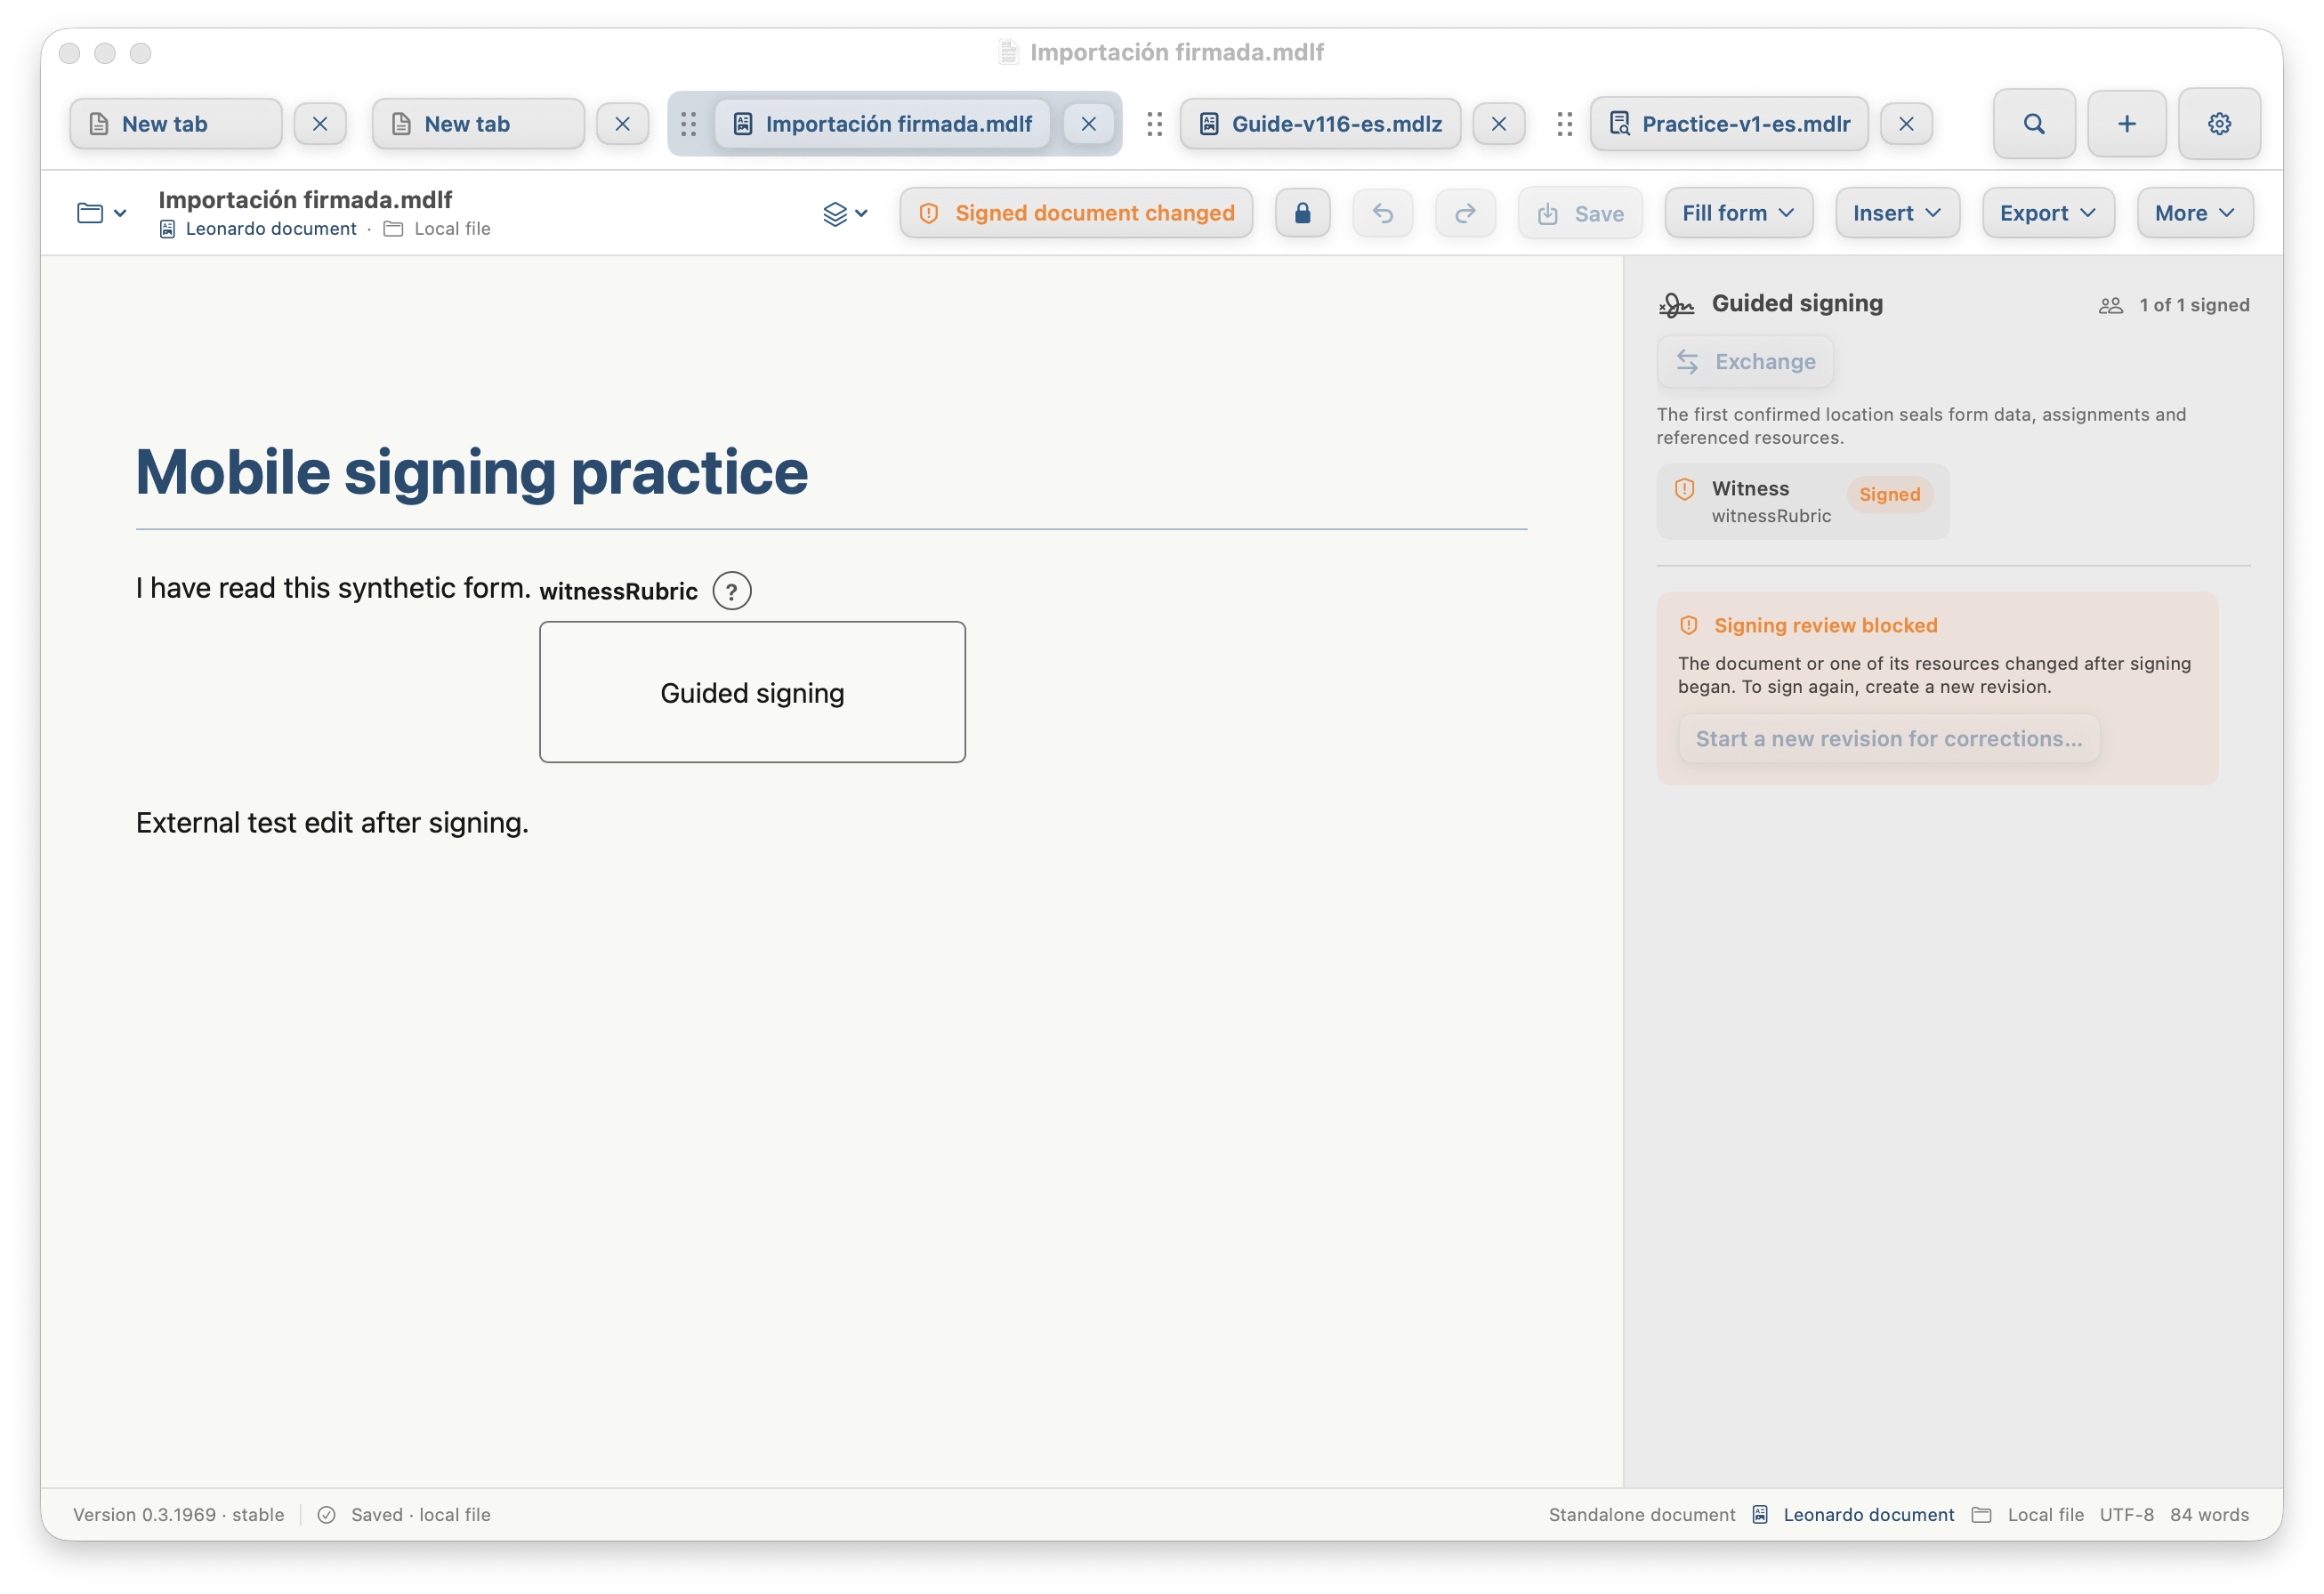 Importación firmada.mdlf
New tab
New tab
Importación firmada.mdlf
Guide-v116-es.mdlz
Practice-v1-es.mdlr
Importación firmada.mdlf
Leonardo document · Local file
Signed document changed
Save
Fill form
Insert
Export
More
Mobile signing practice
I have read this synthetic form. witnessRubric ?
Guided signing
External test edit after signing.
Guided signing
1 of 1 signed
Exchange
The first confirmed location seals form data, assignments and
referenced resources.
Witness
witnessRubric
Signed
Signing review blocked
The document or one of its resources changed after signing
began. To sign again, create a new revision.
Start a new revision for corrections...
Version 0.3.1969 · stable
Saved · local file
Standalone document
Leonardo document
Local file
UTF-8
84 words